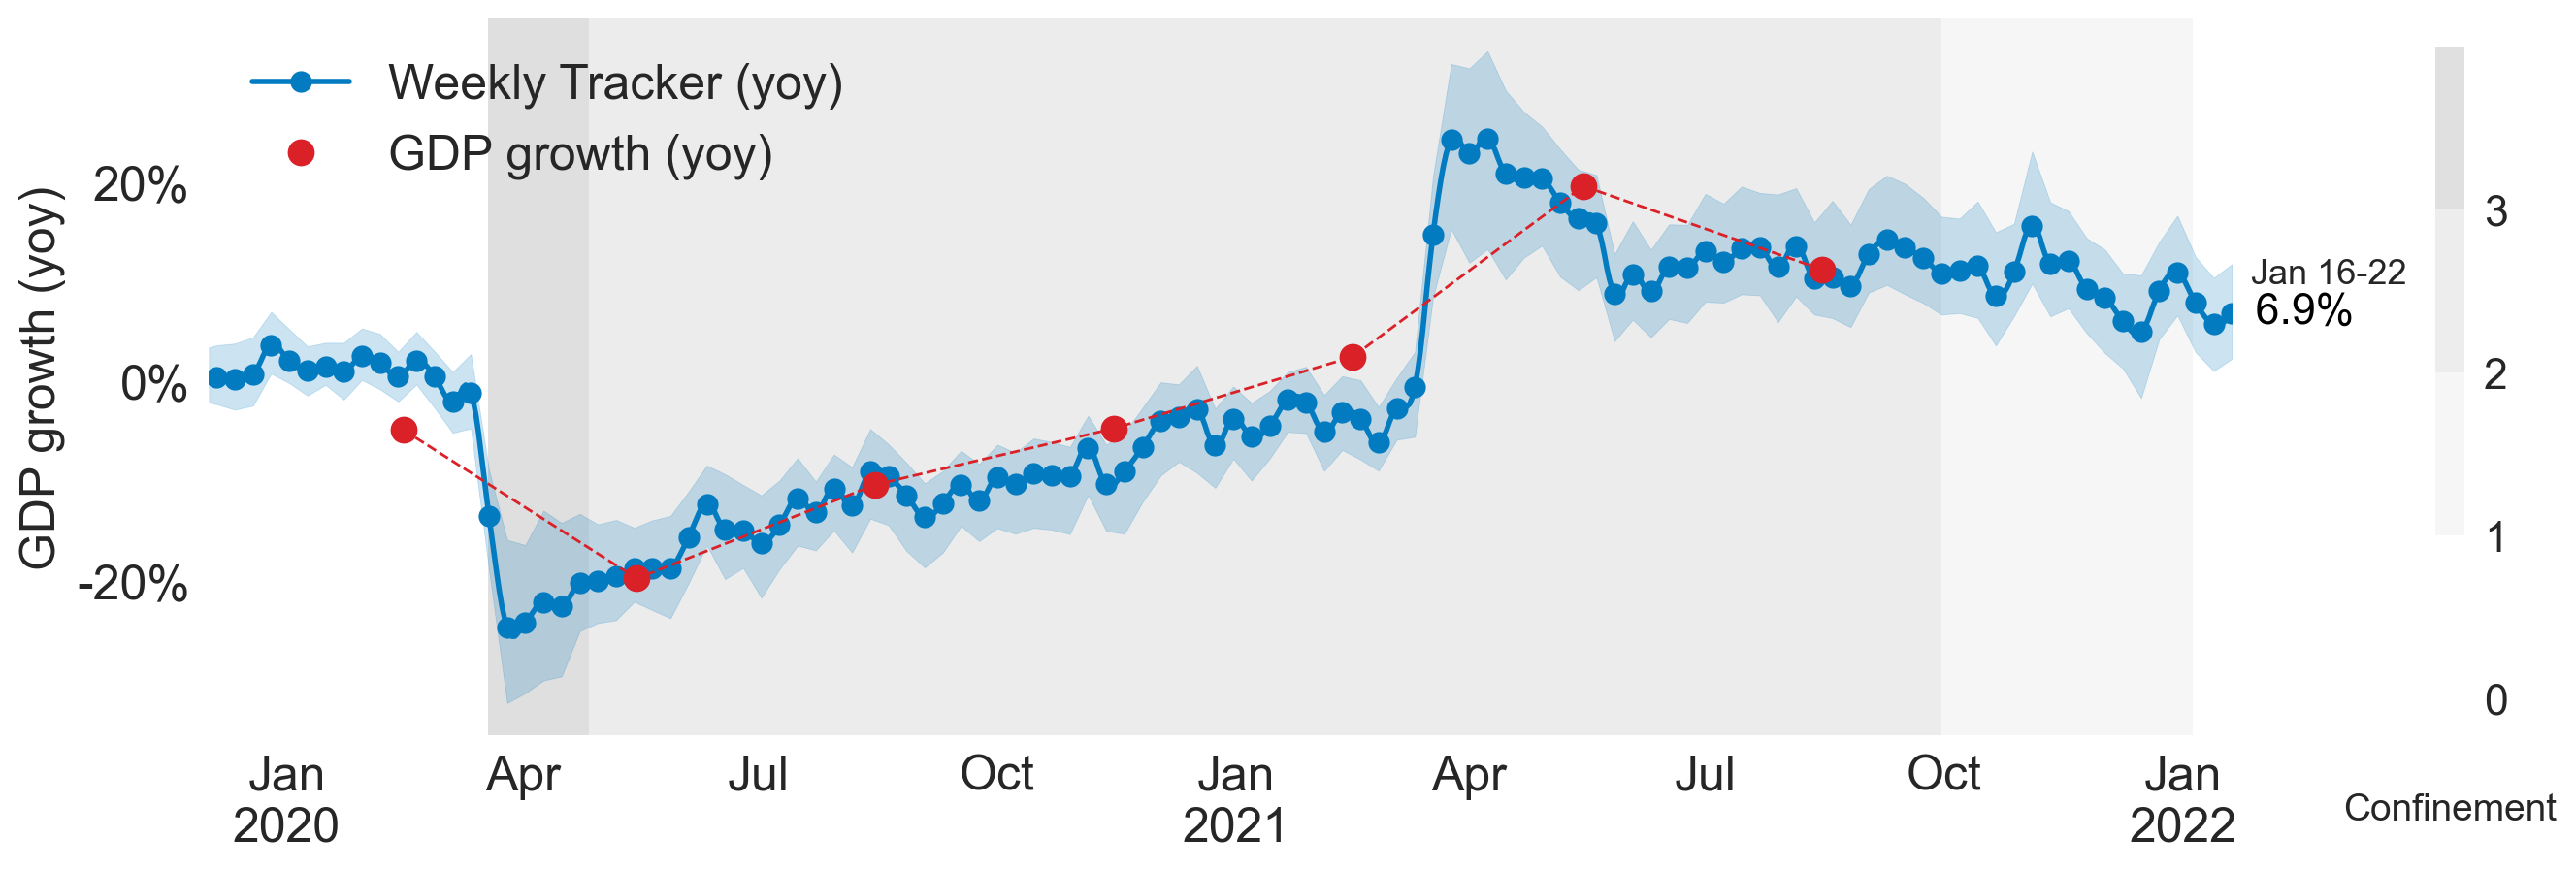 Weekly Tracker (yoy)
GDP growth (yoy)
GDP growth (yoy)
20%
0%
-20%
Jan 16-22
6.9%
3
2
1
0
Confinement
Jan Apr Jul Oct Jan Apr Jul Oct Jan
2020 2021 2022